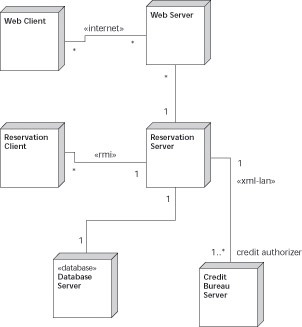 Web Client
Web Server
«internet»
*
*
*
1
Reservation
Client
Reservation
Server
«rmi»
*
1
1
1
«xml-lan»
1
1..*
credit authorizer
«database»
Database
Server
Credit
Bureau
Server